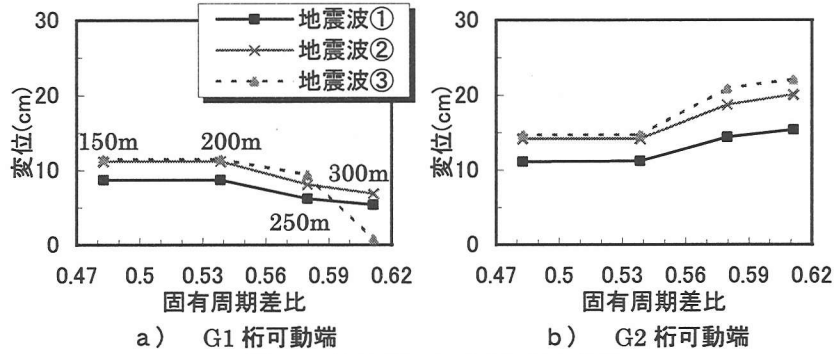 地震波①
地震波②
地震波③
変位(cm)
30
20
10
0
150m
200m
250m
300m
0.47 0.5 0.53 0.56 0.59 0.62
固有周期差比
a) G1 桁可動端
変位(cm)
30
20
10
0
0.47 0.5 0.53 0.56 0.59 0.62
固有周期差比
b) G2 桁可動端